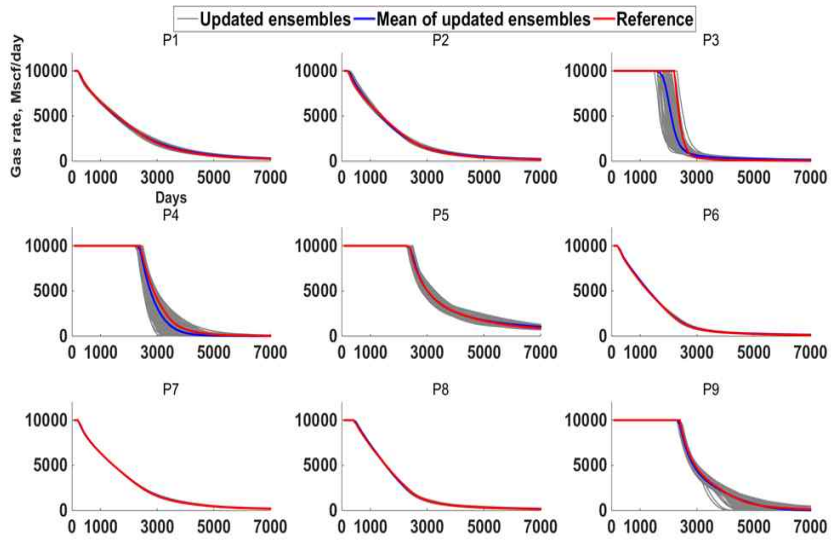 Updated ensembles Mean of updated ensembles Reference
P1 P2 P3
Gas rate, Mscf/day
10000 10000 10000
5000 5000 5000
0 0 0
0 1000 3000 5000 7000 0 1000 3000 5000 7000 0 1000 3000 5000 7000
Days
P4 P5 P6
10000 10000 10000
5000 5000 5000
0 0 0
0 1000 3000 5000 7000 0 1000 3000 5000 7000 0 1000 3000 5000 7000
P7 P8 P9
10000 10000 10000
5000 5000 5000
0 0 0
0 1000 3000 5000 7000 0 1000 3000 5000 7000 0 1000 3000 5000 7000